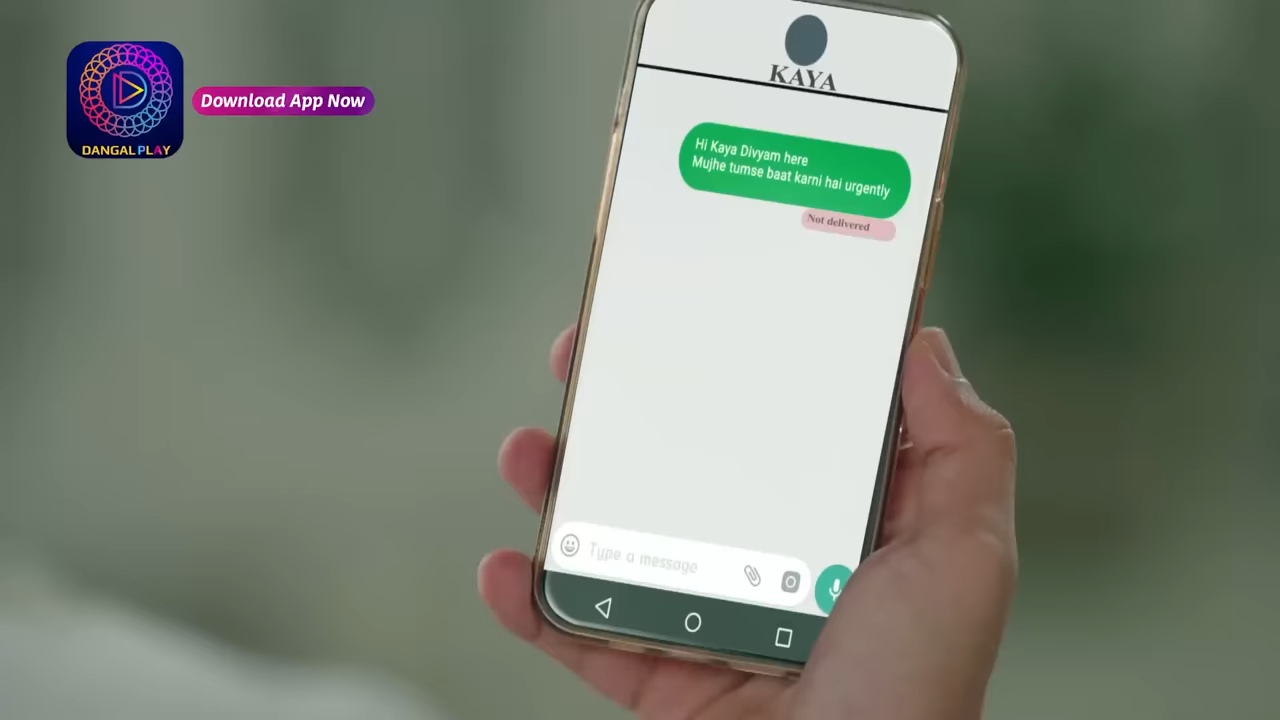 DANGAL PLAY
Download App Now
KAYA
Hi Kaya Divyam here
Mujhe tumse baat karni hai urgently
Not delivered
Type a message